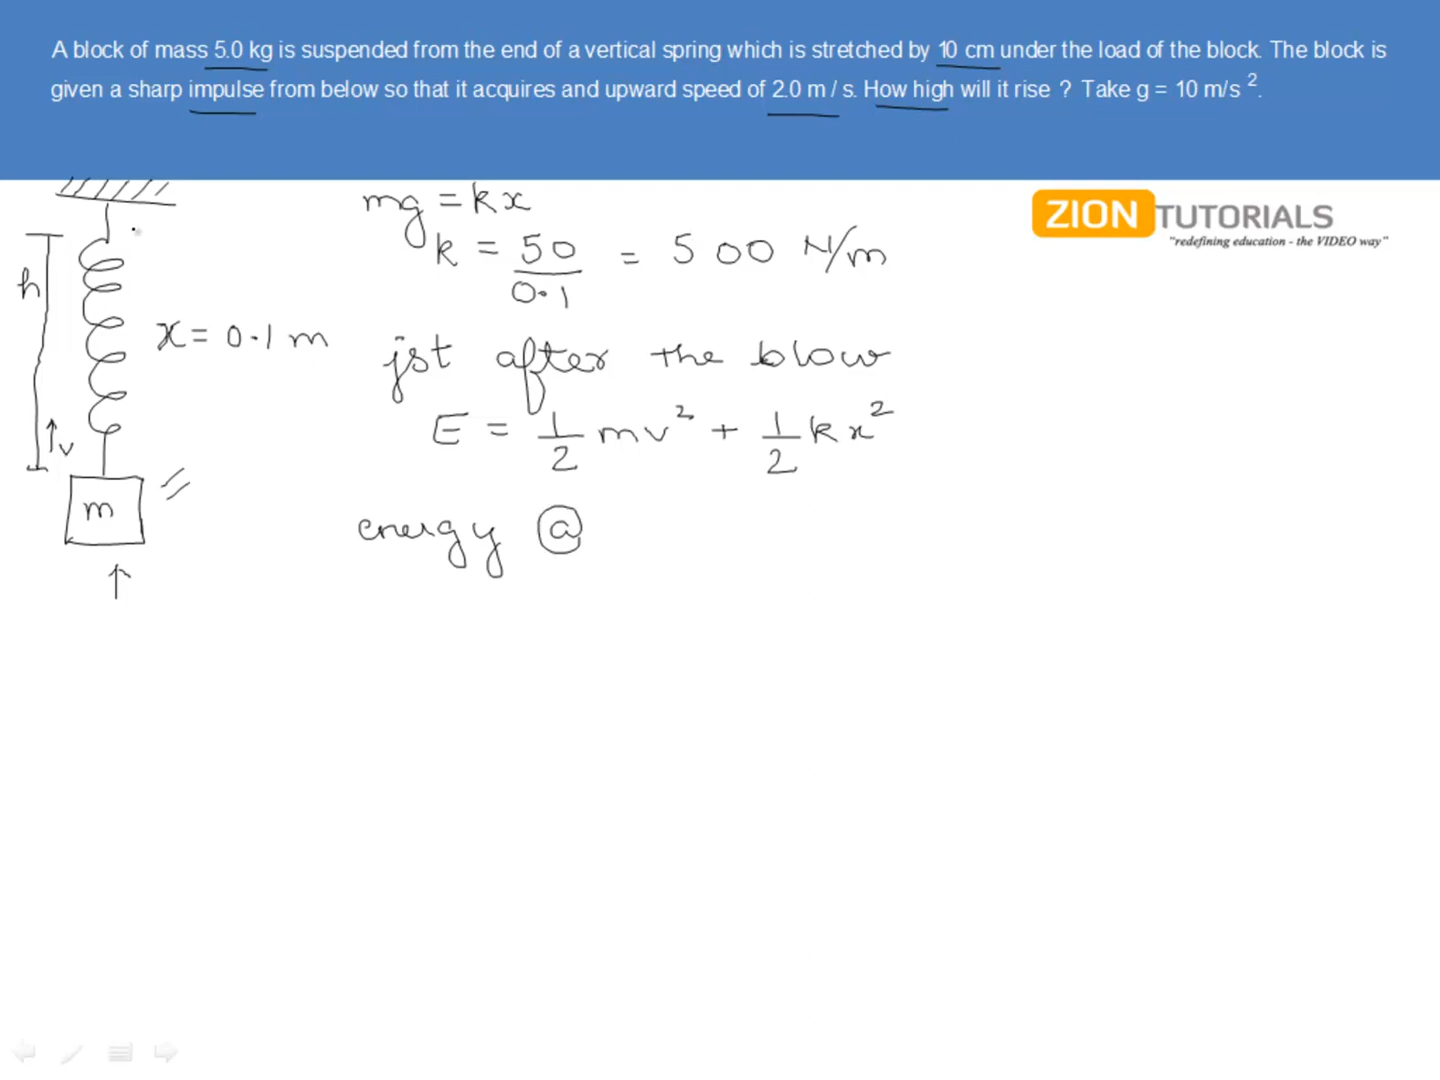 A block of mass 5.0 kg is suspended from the end of a vertical spring which is stretched by 10 cm under the load of the block. The block is
given a sharp impulse from below so that it acquires and upward speed of 2.0 m / s. How high will it rise ? Take g = 10 m/s ².
ZION TUTORIALS
"redefining education - the VIDEO way"
mg = kx
k = 50/0.1 = 500 N/m
h
x = 0.1 m
jst after the blow
E = 1/2 mv² + 1/2 kx²
↑v
m
energy @
↑